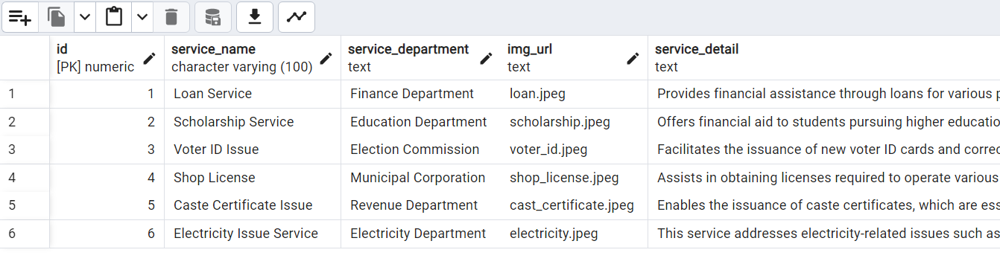 id service_name service_department img_url service_detail
[PK] numeric character varying (100) text text text
1 1 Loan Service Finance Department loan.jpeg Provides financial assistance through loans for various
2 2 Scholarship Service Education Department scholarship.jpeg Offers financial aid to students pursuing higher
3 3 Voter ID Issue Election Commission voter_id.jpeg Facilitates the issuance of new voter ID cards and
4 4 Shop License Municipal Corporation shop_license.jpeg Assists in obtaining licenses required to operate various
5 5 Caste Certificate Issue Revenue Department cast_certificate.jpeg Enables the issuance of caste certificates, which are
6 6 Electricity Issue Service Electricity Department electricity.jpeg This service addresses electricity-related issues such as